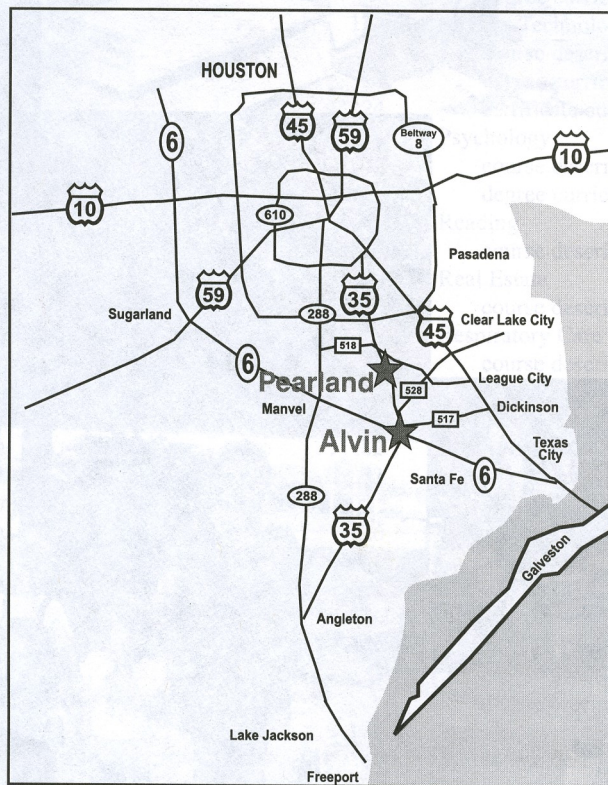 HOUSTON
6
45
59
Beltway
8
10
10
610
Pasadena
59
35
Sugarland
288
45
Clear Lake City
518
6
Pearland
528
League City
Manvel
517
Dickinson
Alvin
Texas
City
6
Santa Fe
288
35
Galveston
Angleton
Lake Jackson
Freeport